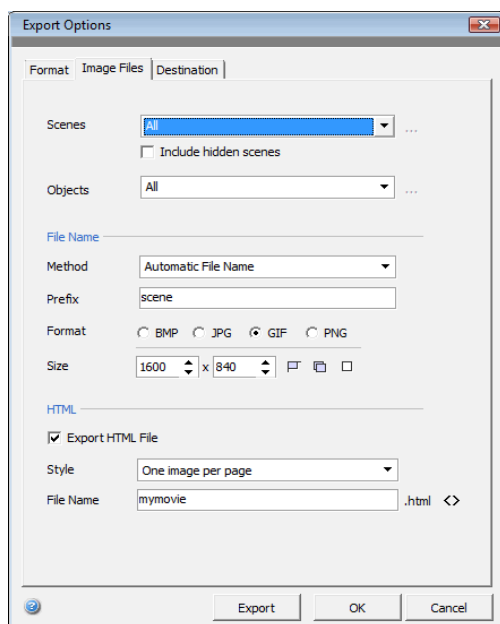 Export Options
Format Image Files Destination
Scenes All ...
Include hidden scenes
Objects All ...
File Name
Method Automatic File Name
Prefix scene
Format BMP JPG GIF PNG
Size 1600 x 840
HTML
Export HTML File
Style One image per page
File Name mymovie .html <>
Export OK Cancel